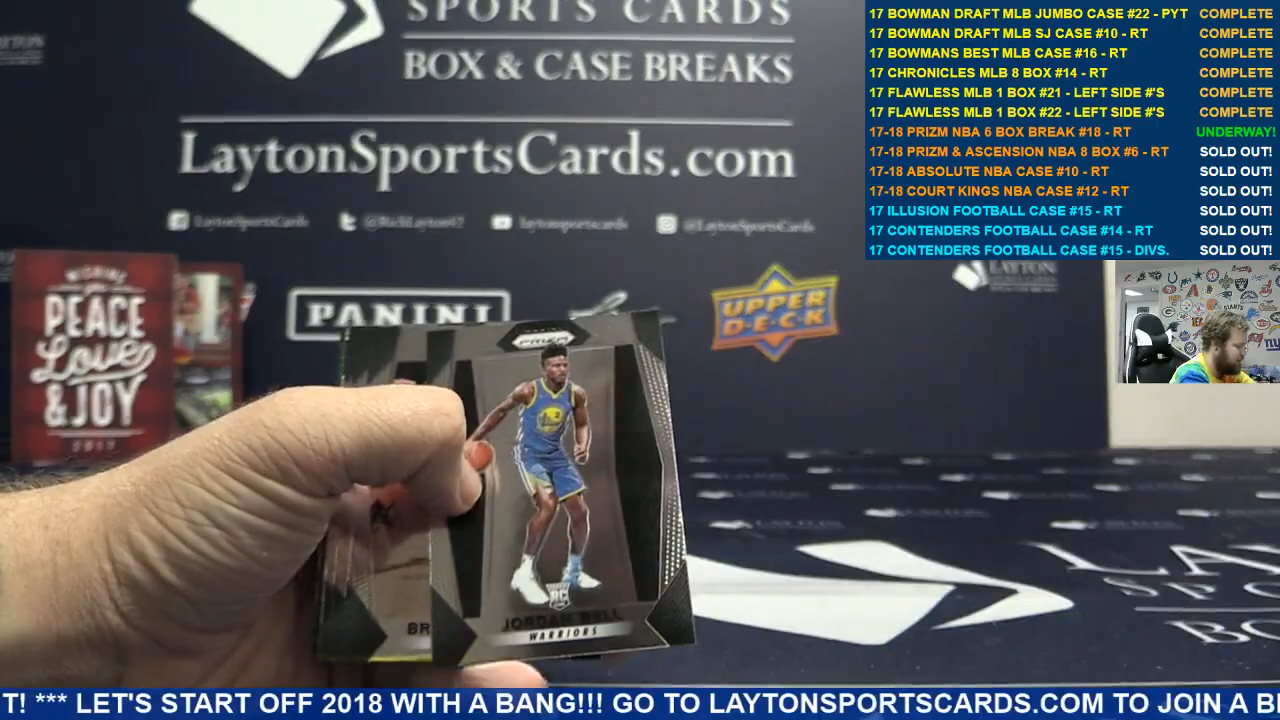 SPORTS CARDS
BOX & CASE BREAKS
LaytonSportsCards.com
LaytonSportsCards
@RickLayton42
laytonsportscards
@LaytonSportsCards
PEACE
Love
& JOY
2017
PANINI
UPPER
D·E·C·K
LAYTON
PRIZM
RC
JORDAN BELL
WARRIORS
BR
17 BOWMAN DRAFT MLB JUMBO CASE #22 - PYT COMPLETE
17 BOWMAN DRAFT MLB SJ CASE #10 - RT COMPLETE
17 BOWMANS BEST MLB CASE #16 - RT COMPLETE
17 CHRONICLES MLB 8 BOX #14 - RT COMPLETE
17 FLAWLESS MLB 1 BOX #21 - LEFT SIDE #'S COMPLETE
17 FLAWLESS MLB 1 BOX #22 - LEFT SIDE #'S COMPLETE
17-18 PRIZM NBA 6 BOX BREAK #18 - RT UNDERWAY!
17-18 PRIZM & ASCENSION NBA 8 BOX #6 - RT SOLD OUT!
17-18 ABSOLUTE NBA CASE #10 - RT SOLD OUT!
17-18 COURT KINGS NBA CASE #12 - RT SOLD OUT!
17 ILLUSION FOOTBALL CASE #15 - RT SOLD OUT!
17 CONTENDERS FOOTBALL CASE #14 - RT SOLD OUT!
17 CONTENDERS FOOTBALL CASE #15 - DIVS. SOLD OUT!
LA
SPO
BO
T! *** LET'S START OFF 2018 WITH A BANG!!! GO TO LAYTONSPORTSCARDS.COM TO JOIN A B